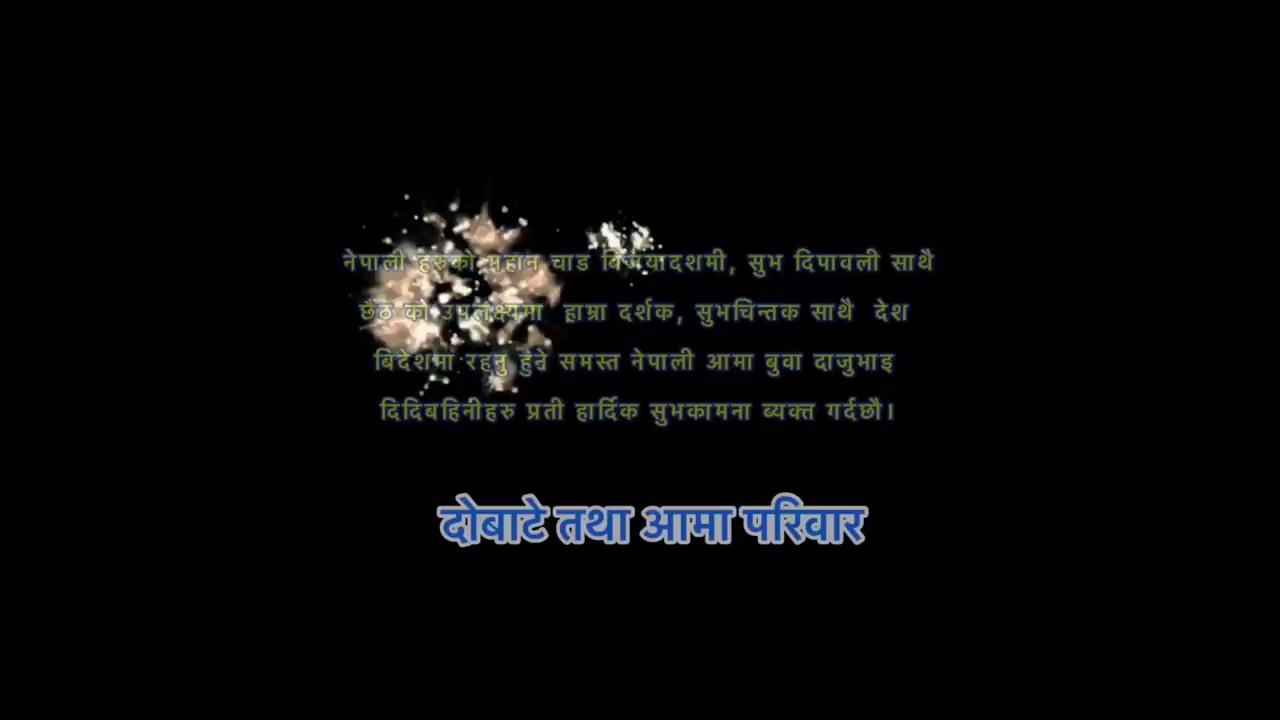 नेपाली हरुको महान चाड बिजयादशमी, सुभ दिपावली साथै
छैठ को उपलक्ष्यमा हाम्रा दर्शक, सुभचिन्तक साथै देश
बिदेशमा रहनु हुने समस्त नेपाली आमा बुवा दाजुभाइ
दिदिबहिनीहरु प्रती हार्दिक सुभकामना ब्यक्त गर्दछौ।
दोबाटे तथा आमा परिवार